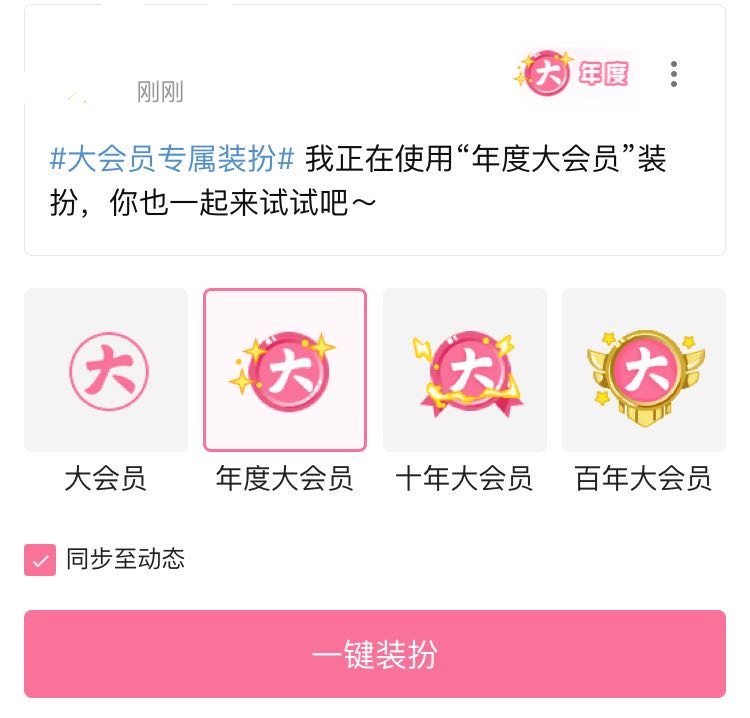 刚刚
大 年度
#大会员专属装扮# 我正在使用“年度大会员”装
扮，你也一起来试试吧～
大 大 大 大
大会员 年度大会员 十年大会员 百年大会员
同步至动态
一键装扮